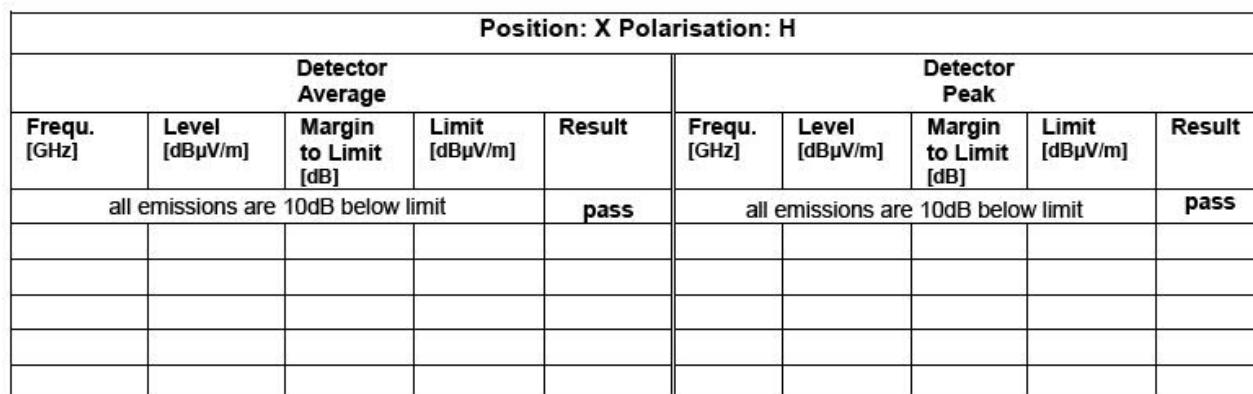 Position: X Polarisation: H
Detector
Average
Detector
Peak
Frequ.
[GHz]
Level
[dBµV/m]
Margin
to Limit
[dB]
Limit
[dBµV/m]
Result
Frequ.
[GHz]
Level
[dBµV/m]
Margin
to Limit
[dB]
Limit
[dBµV/m]
Result
all emissions are 10dB below limit
pass
all emissions are 10dB below limit
pass